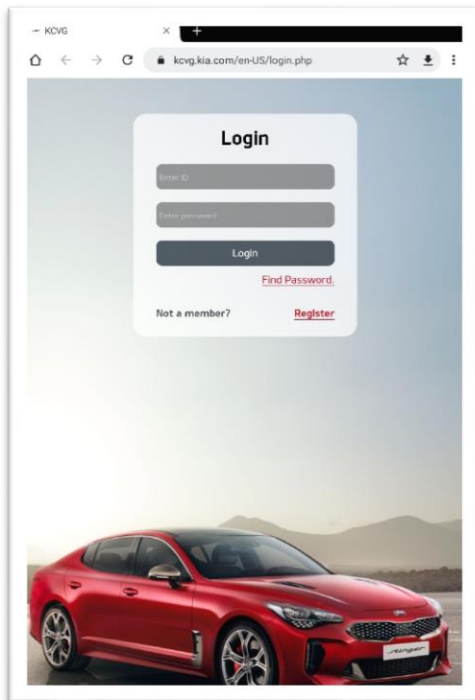 KCVG
kcvg.kia.com/en-US/login.php
Login
Enter ID
Enter password
Login
Find Password.
Not a member?
Register
stinger